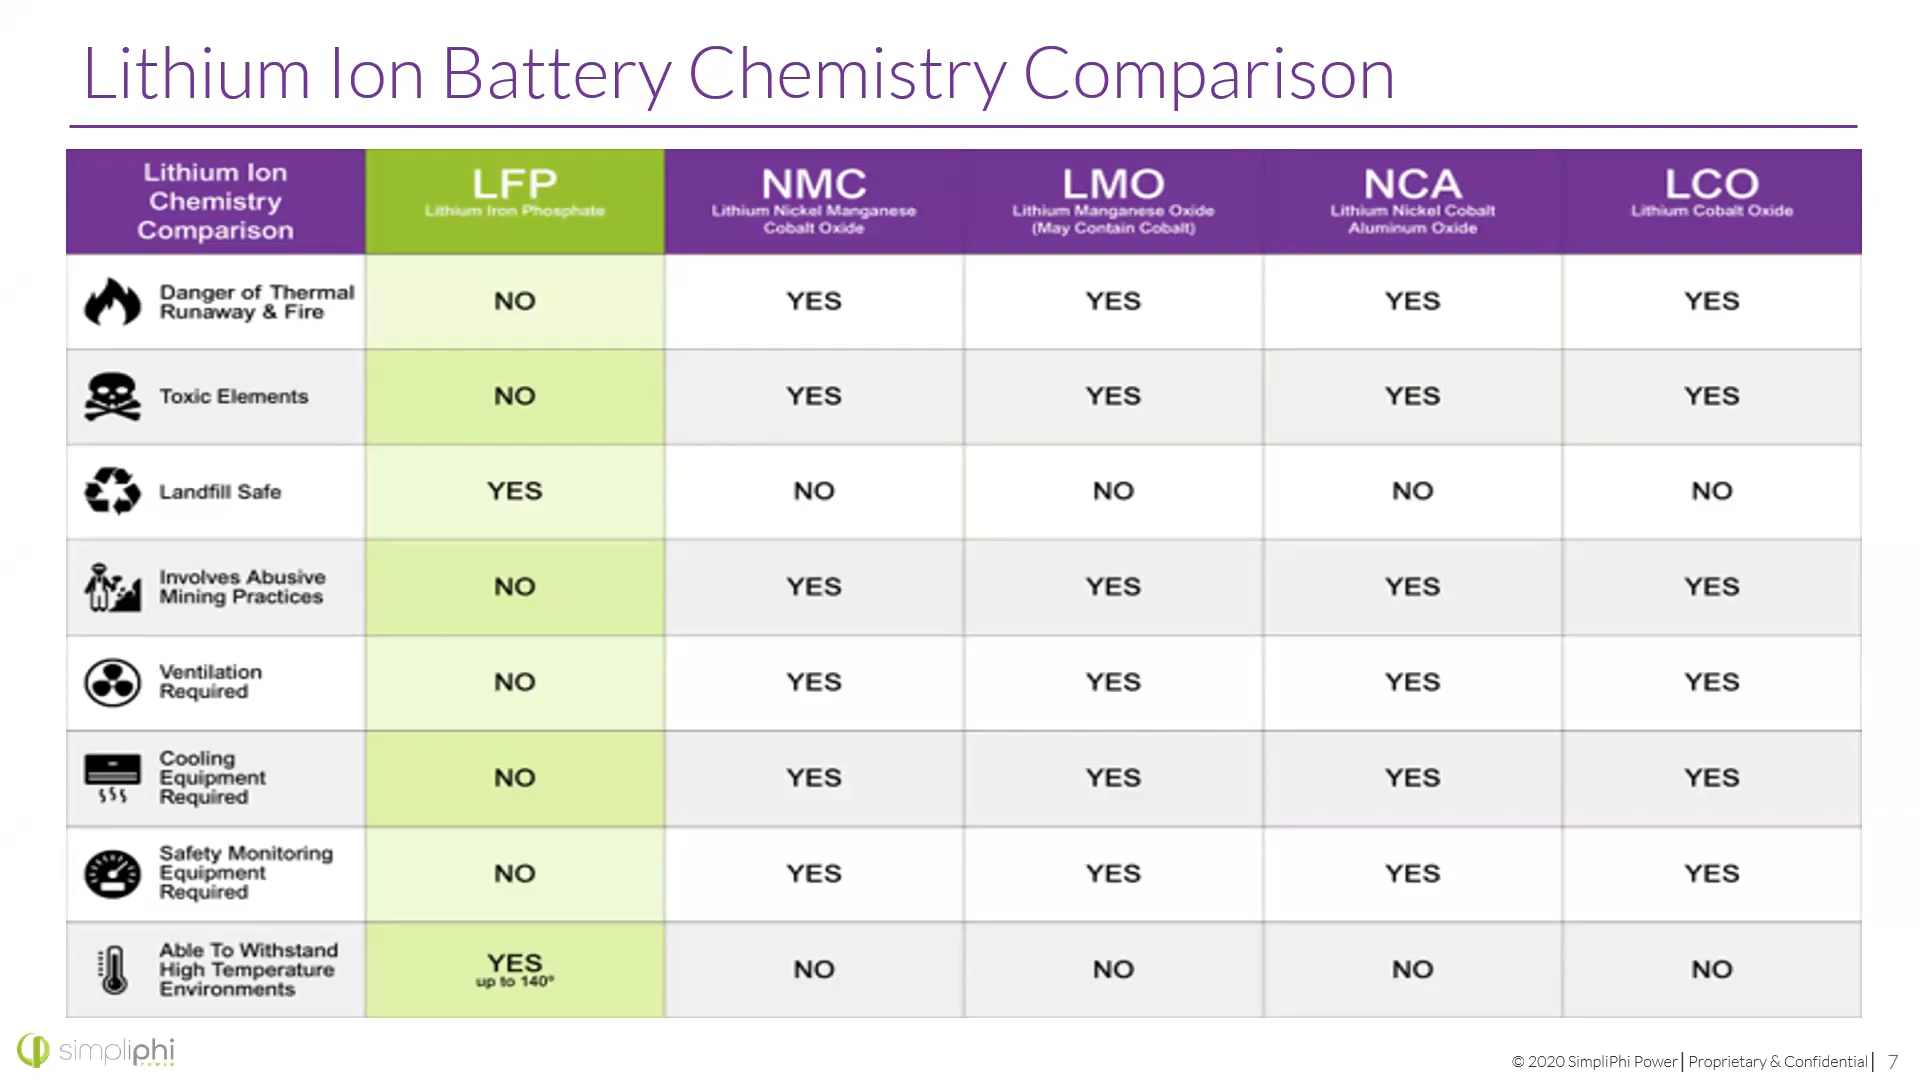 Lithium Ion Battery Chemistry Comparison
Lithium Ion
Chemistry
Comparison
LFP
Lithium Iron Phosphate
NMC
Lithium Nickel Manganese
Cobalt Oxide
LMO
Lithium Manganese Oxide
(May Contain Cobalt)
NCA
Lithium Nickel Cobalt
Aluminum Oxide
LCO
Lithium Cobalt Oxide
Danger of Thermal
Runaway & Fire
NO YES YES YES YES
Toxic Elements NO YES YES YES YES
Landfill Safe YES NO NO NO NO
Involves Abusive
Mining Practices
NO YES YES YES YES
Ventilation
Required
NO YES YES YES YES
Cooling
Equipment
Required
NO YES YES YES YES
Safety Monitoring
Equipment
Required
NO YES YES YES YES
Able To Withstand
High Temperature
Environments
YES
up to 140°
NO NO NO NO
simpliphi
POWER
© 2020 SimpliPhi Power | Proprietary & Confidential | 7